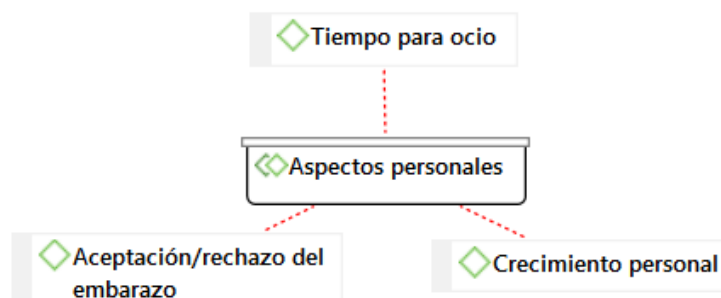 Tiempo para ocio
Aspectos personales
Aceptación/rechazo del
embarazo
Crecimiento personal